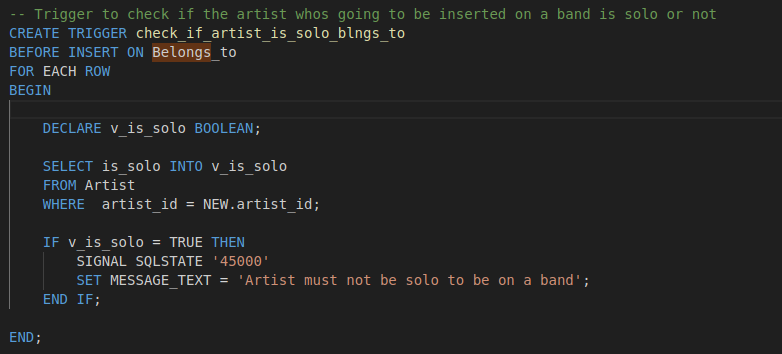 -- Trigger to check if the artist whos going to be inserted on a band is solo or not
CREATE TRIGGER check_if_artist_is_solo_blngs_to
BEFORE INSERT ON Belongs_to
FOR EACH ROW
BEGIN
DECLARE v_is_solo BOOLEAN;
SELECT is_solo INTO v_is_solo
FROM Artist
WHERE  artist_id = NEW.artist_id;
IF v_is_solo = TRUE THEN
SIGNAL SQLSTATE '45000'
SET MESSAGE_TEXT = 'Artist must not be solo to be on a band';
END IF;
END;